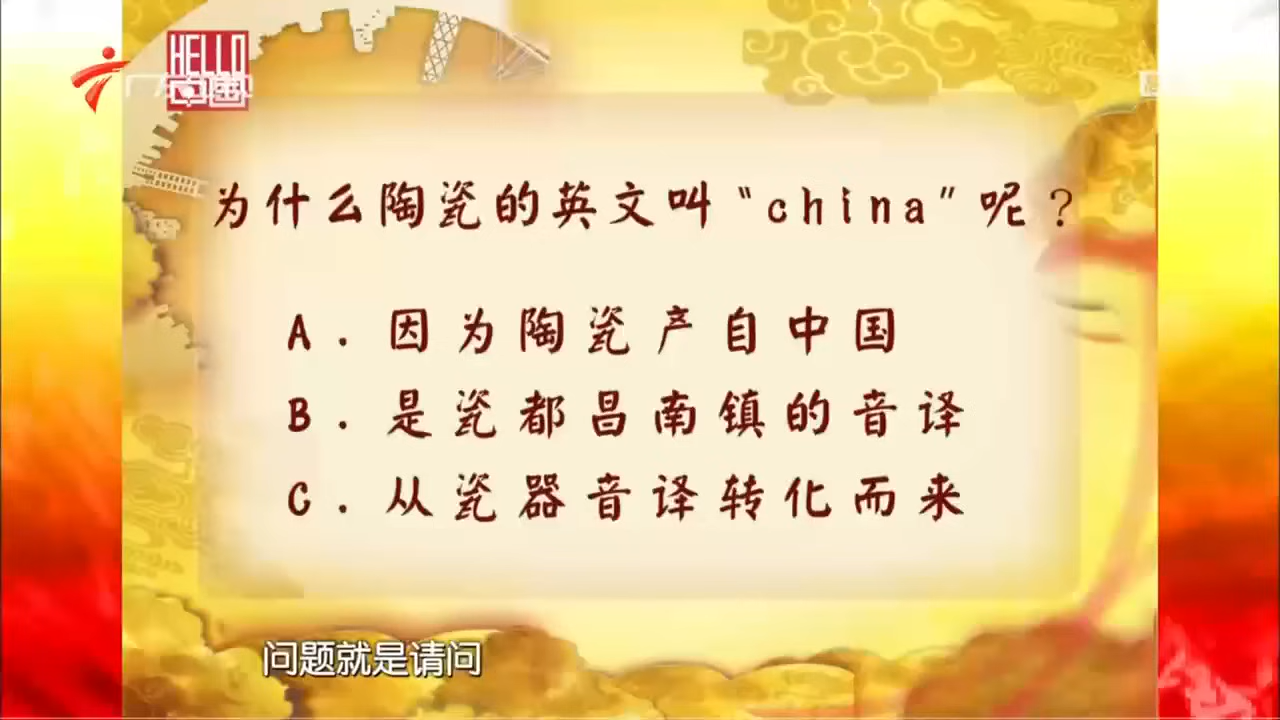 HELLO
中国
为什么陶瓷的英文叫"china"呢？
A.因为陶瓷产自中国
B.是瓷都昌南镇的音译
C.从瓷器音译转化而来
问题就是请问